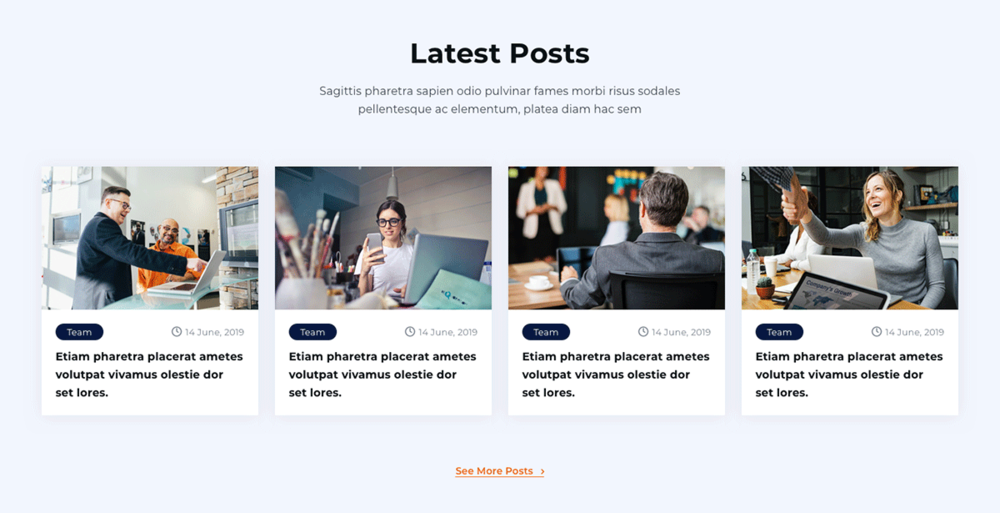 Latest Posts
Sagittis pharetra sapien odio pulvinar fames morbi risus sodales
pellentesque ac elementum, platea diam hac sem
Team
14 June, 2019
Etiam pharetra placerat ametes
volutpat vivamus olestie dor
set lores.
Team
14 June, 2019
Etiam pharetra placerat ametes
volutpat vivamus olestie dor
set lores.
Team
14 June, 2019
Etiam pharetra placerat ametes
volutpat vivamus olestie dor
set lores.
Company's Growth
Team
14 June, 2019
Etiam pharetra placerat ametes
volutpat vivamus olestie dor
set lores.
See More Posts